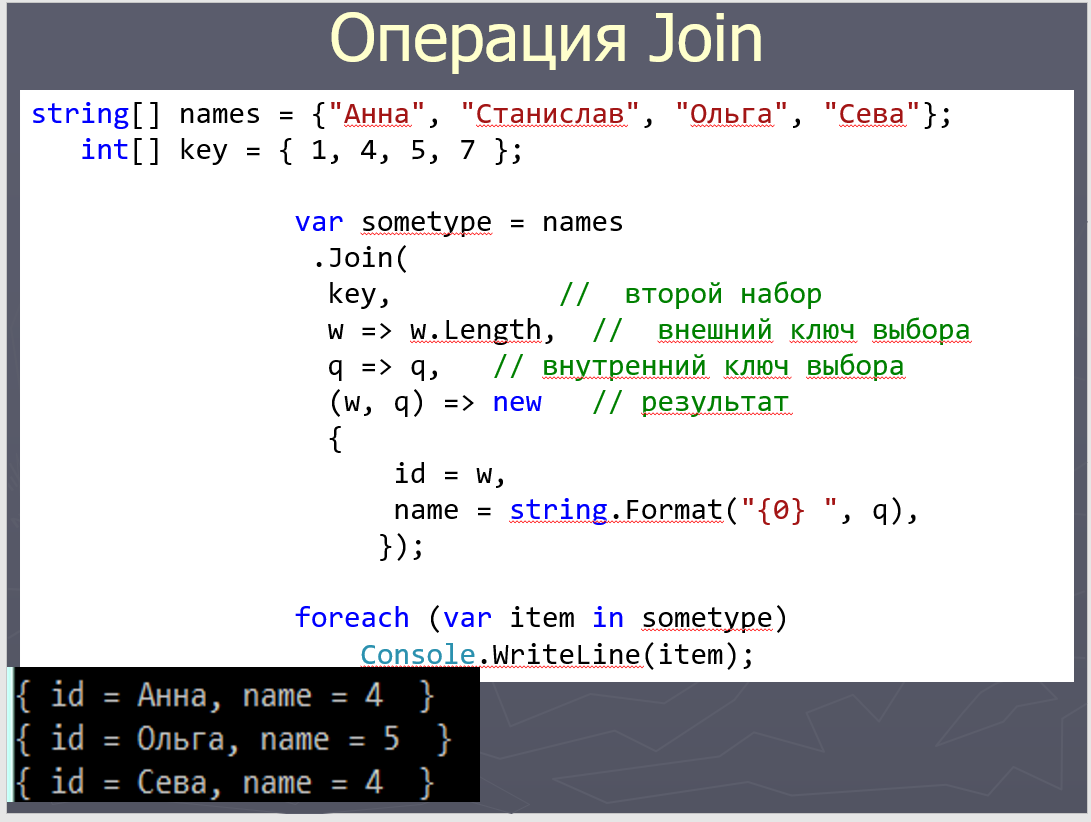 Операция Join
string[] names = {"Анна", "Станислав", "Ольга", "Сева"};
int[] key = { 1, 4, 5, 7 };
var sometype = names
.Join(
key, // второй набор
w => w.Length, // внешний ключ выбора
q => q, // внутренний ключ выбора
(w, q) => new // результат
{
id = w,
name = string.Format("{0} ", q),
});
foreach (var item in sometype)
Console.WriteLine(item);
{ id = Анна, name = 4 }
{ id = Ольга, name = 5 }
{ id = Сева, name = 4 }